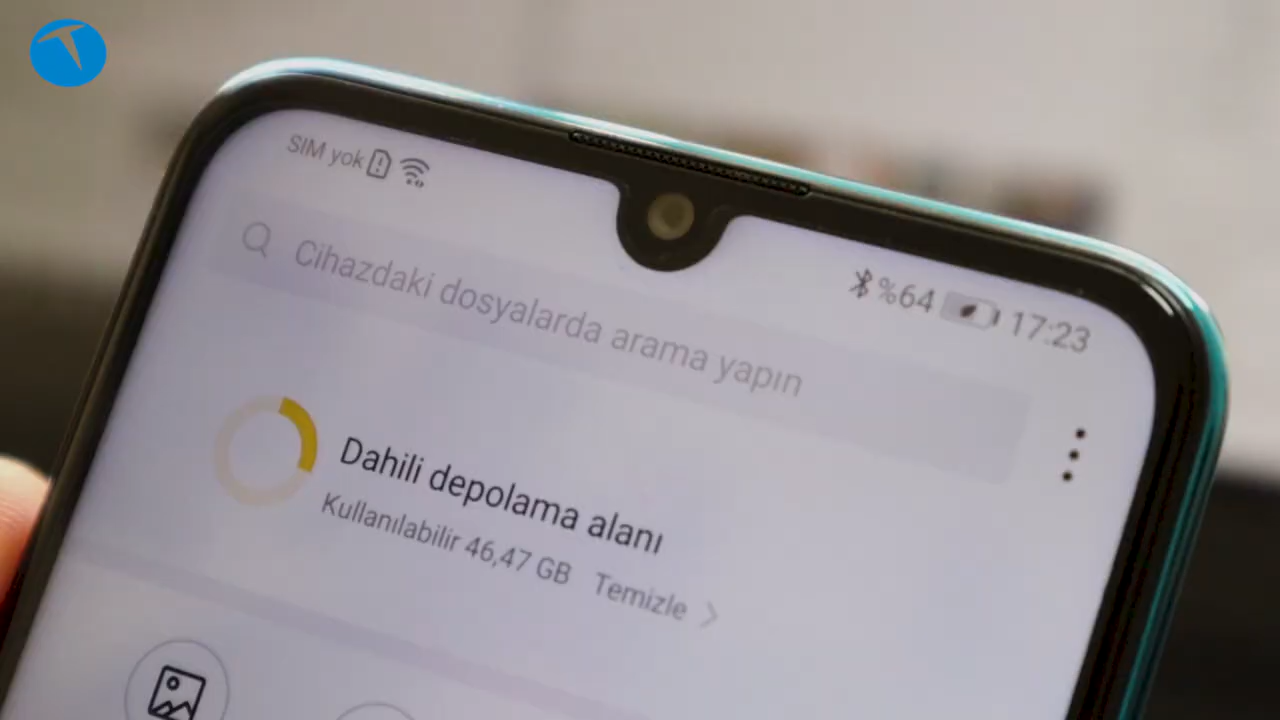 SIM yok
%64 17:23
Cihazdaki dosyalarda arama yapın
Dahili depolama alanı
Kullanılabilir 46,47 GB Temizle